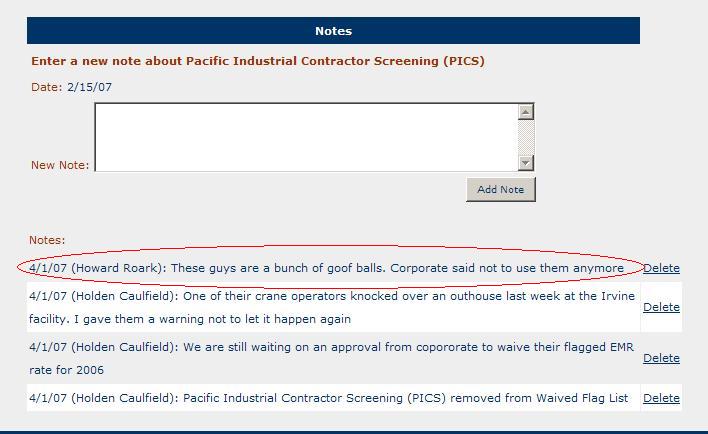 Notes
Enter a new note about Pacific Industrial Contractor Screening (PICS)
Date: 2/15/07
New Note:
Add Note
Notes:
4/1/07 (Howard Roark): These guys are a bunch of goof balls. Corporate said not to use them anymore Delete
4/1/07 (Holden Caulfield): One of their crane operators knocked over an outhouse last week at the Irvine
facility. I gave them a warning not to let it happen again Delete
4/1/07 (Holden Caulfield): We are still waiting on an approval from copororate to waive their flagged EMR
rate for 2006 Delete
4/1/07 (Holden Caulfield): Pacific Industrial Contractor Screening (PICS) removed from Waived Flag List Delete